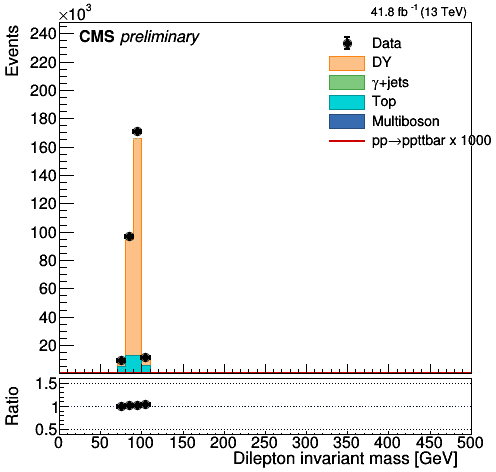 ×10³
41.8 fb⁻¹ (13 TeV)
CMS preliminary
Events
240
220
200
180
160
140
120
100
80
60
40
20
Data
DY
γ+jets
Top
Multiboson
pp→ppttbar x 1000
Ratio
1.5
1
0.5
0 50 100 150 200 250 300 350 400 450 500
Dilepton invariant mass [GeV]